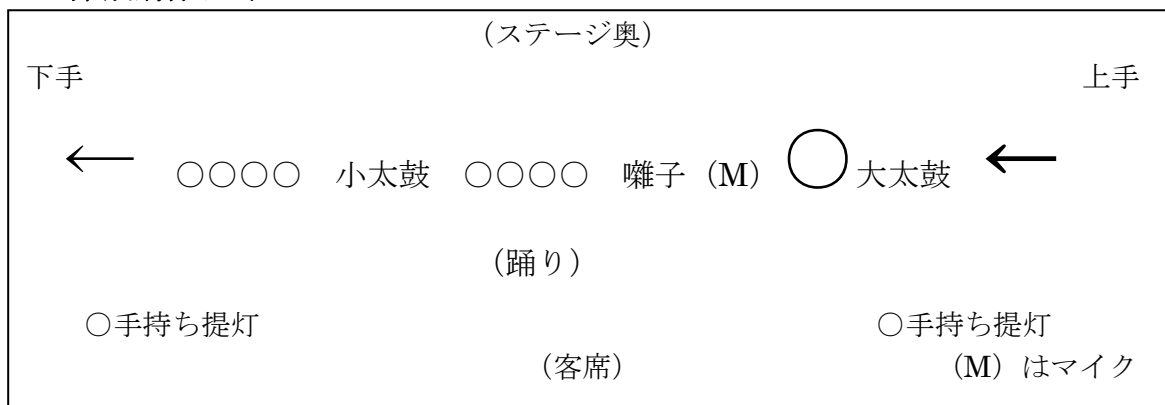 (ステージ奥)
下手 上手
← ○○○○ 小太鼓 ○○○○ 囃子(M) ○大太鼓 ←
(踊り)
○手持ち提灯 ○手持ち提灯
(客席) (M)はマイク